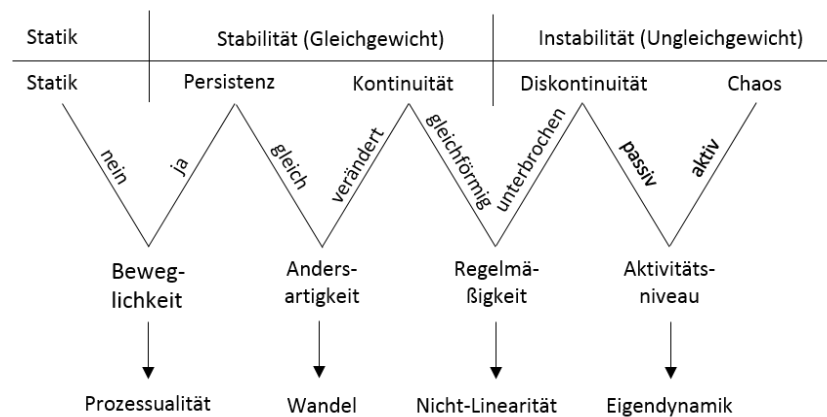 Statik Stabilität (Gleichgewicht) Instabilität (Ungleichgewicht)
Statik Persistenz Kontinuität Diskontinuität Chaos
nein ja gleich verändert gleichförmig unterbrochen passiv aktiv
Beweg- Anders- Regelmä- Aktivitäts-
lichkeit artigkeit ßigkeit niveau
Prozessualität Wandel Nicht-Linearität Eigendynamik